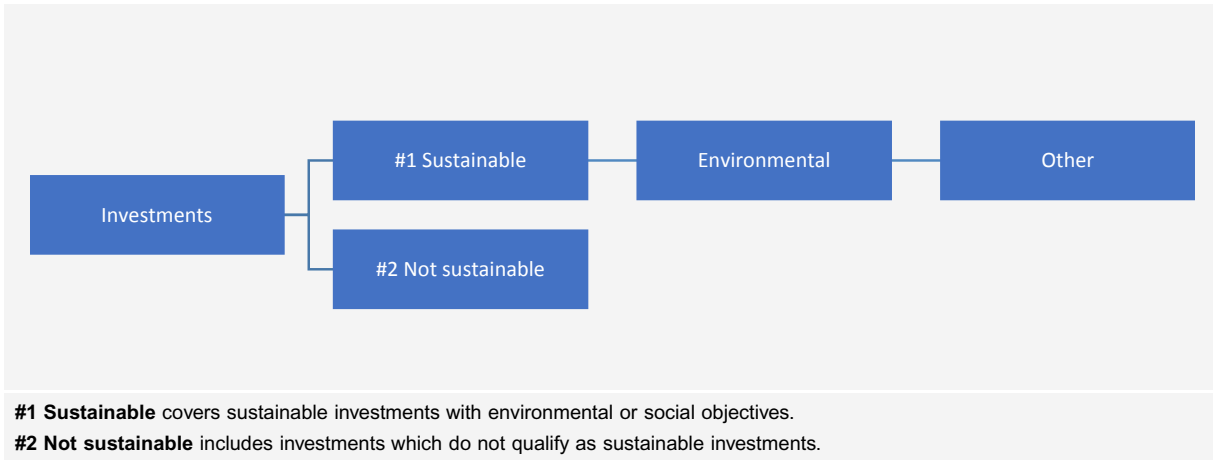 #1 Sustainable
Environmental
Other
Investments
#2 Not sustainable
#1 Sustainable covers sustainable investments with environmental or social objectives.
#2 Not sustainable includes investments which do not qualify as sustainable investments.